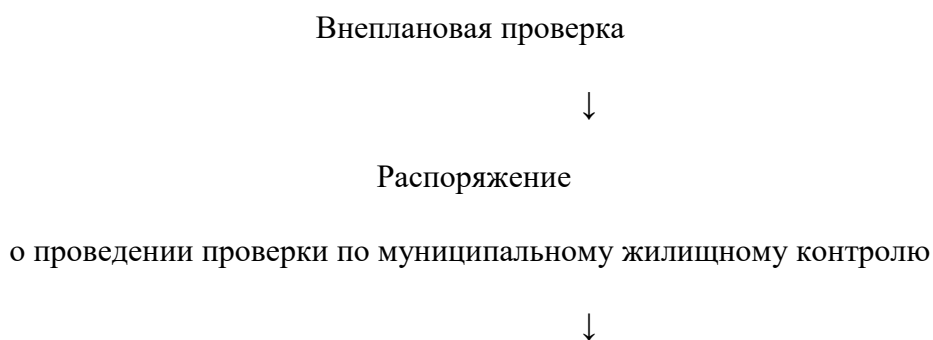 Внеплановая проверка
↓
Распоряжение
о проведении проверки по муниципальному жилищному контролю
↓